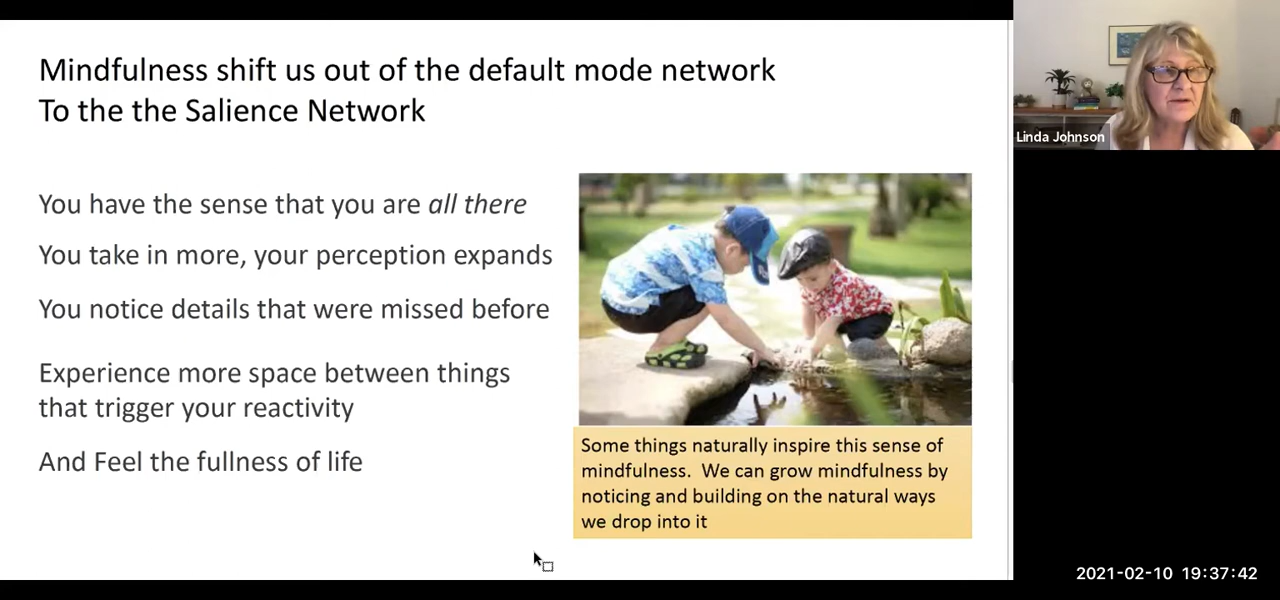 Mindfulness shift us out of the default mode network
To the the Salience Network
You have the sense that you are all there
You take in more, your perception expands
You notice details that were missed before
Experience more space between things
that trigger your reactivity
And Feel the fullness of life
Some things naturally inspire this sense of
mindfulness. We can grow mindfulness by
noticing and building on the natural ways
we drop into it
Linda Johnson
2021-02-10 19:37:42